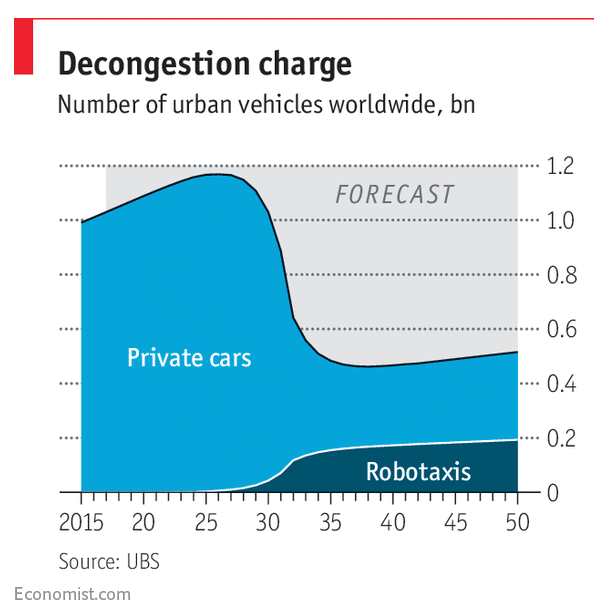 Decongestion charge
Number of urban vehicles worldwide, bn
1.2
FORECAST
1.0
0.8
0.6
Private cars
0.4
0.2
Robotaxis
0
2015 20 25 30 35 40 45 50
Source: UBS
Economist.com